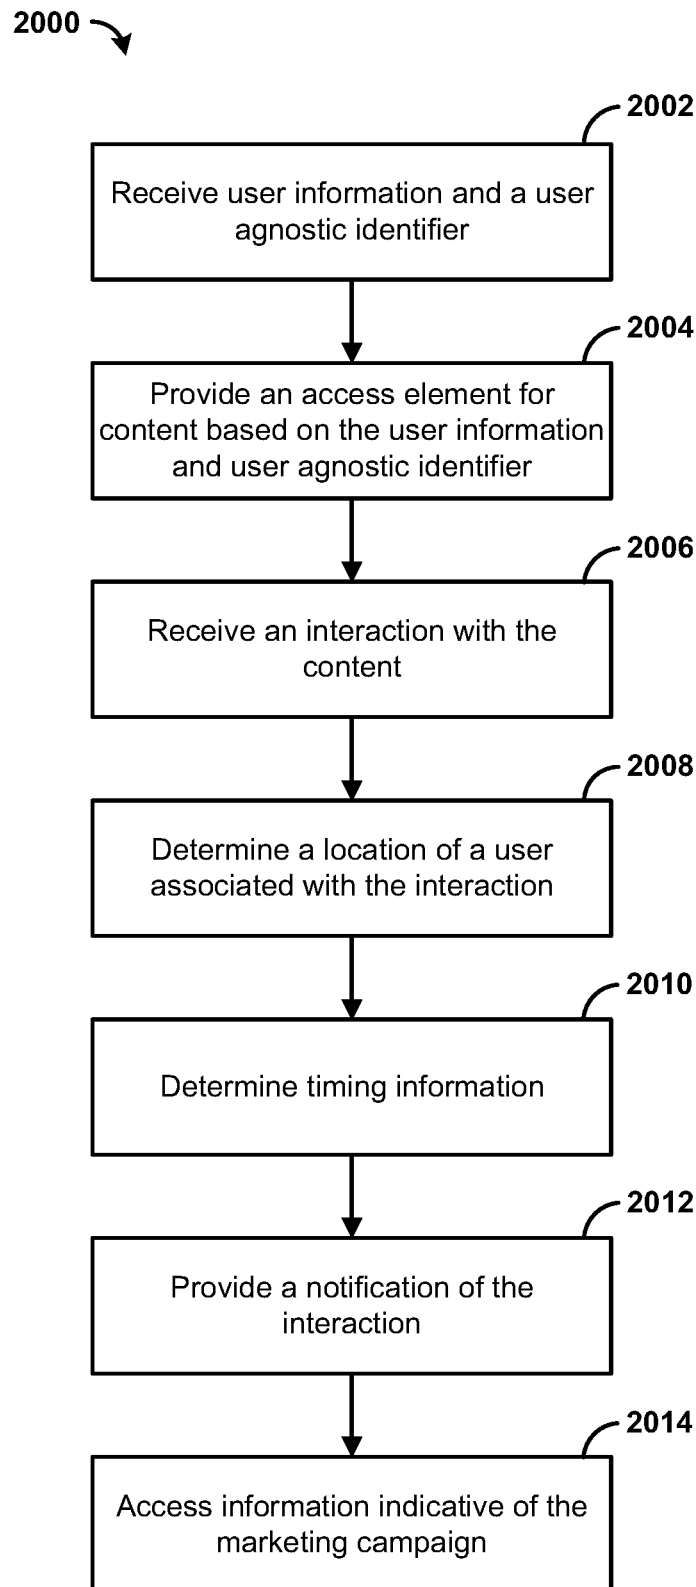 2000
2002
Receive user information and a user
agnostic identifier
2004
Provide an access element for
content based on the user information
and user agnostic identifier
2006
Receive an interaction with the
content
2008
Determine a location of a user
associated with the interaction
2010
Determine timing information
2012
Provide a notification of the
interaction
2014
Access information indicative of the
marketing campaign